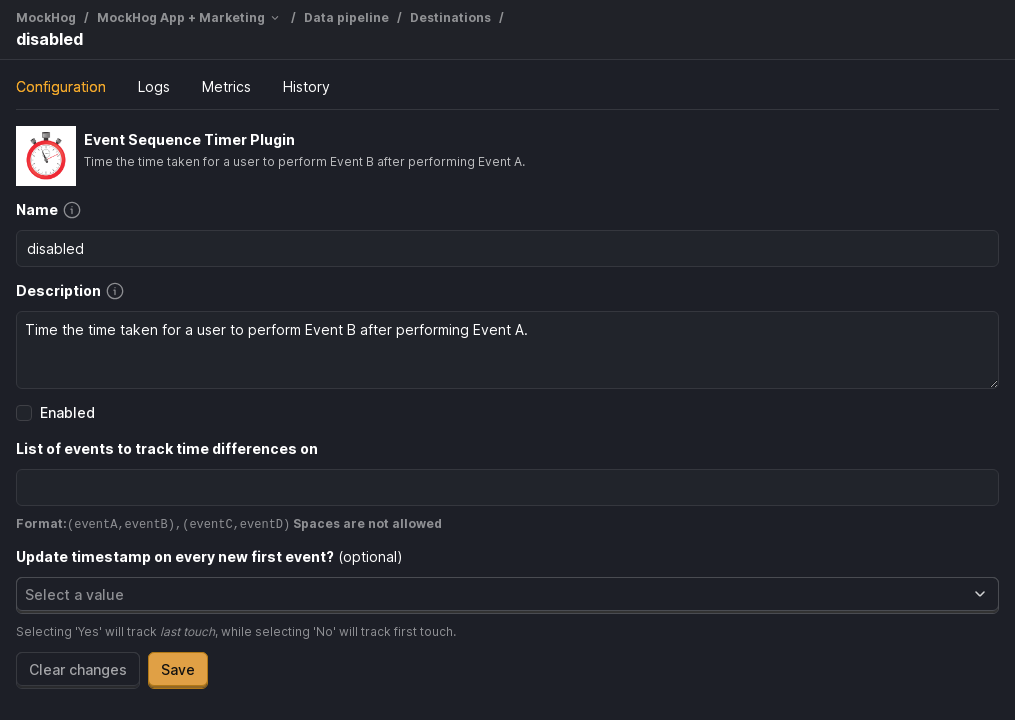 MockHog / MockHog App + Marketing / Data pipeline / Destinations /
disabled
Configuration Logs Metrics History
Event Sequence Timer Plugin
Time the time taken for a user to perform Event B after performing Event A.
Name
disabled
Description
Time the time taken for a user to perform Event B after performing Event A.
Enabled
List of events to track time differences on
Format:(eventA,eventB),(eventC,eventD) Spaces are not allowed
Update timestamp on every new first event? (optional)
Select a value
Selecting 'Yes' will track last touch, while selecting 'No' will track first touch.
Clear changes Save